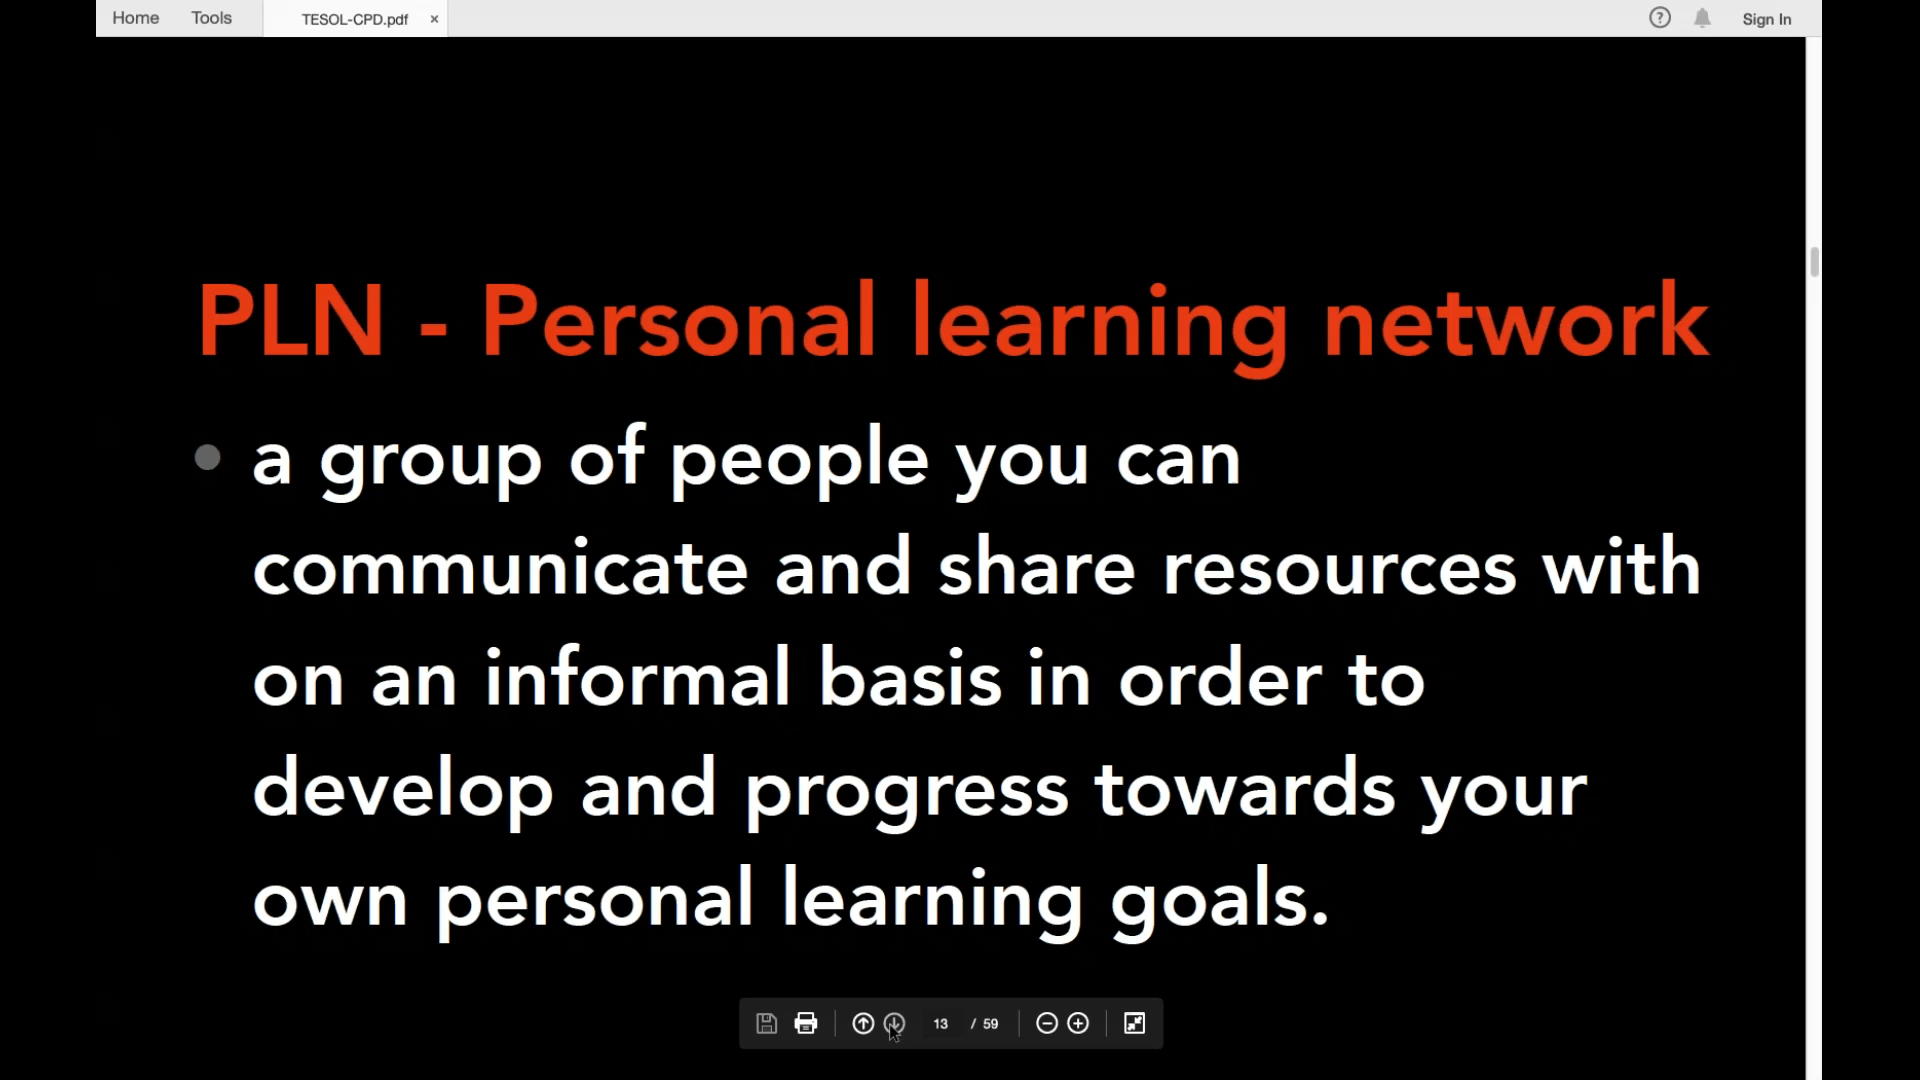 Home Tools TESOL-CPD.pdf × ? Sign In
PLN - Personal learning network
a group of people you can
communicate and share resources with
on an informal basis in order to
develop and progress towards your
own personal learning goals.
13 / 59